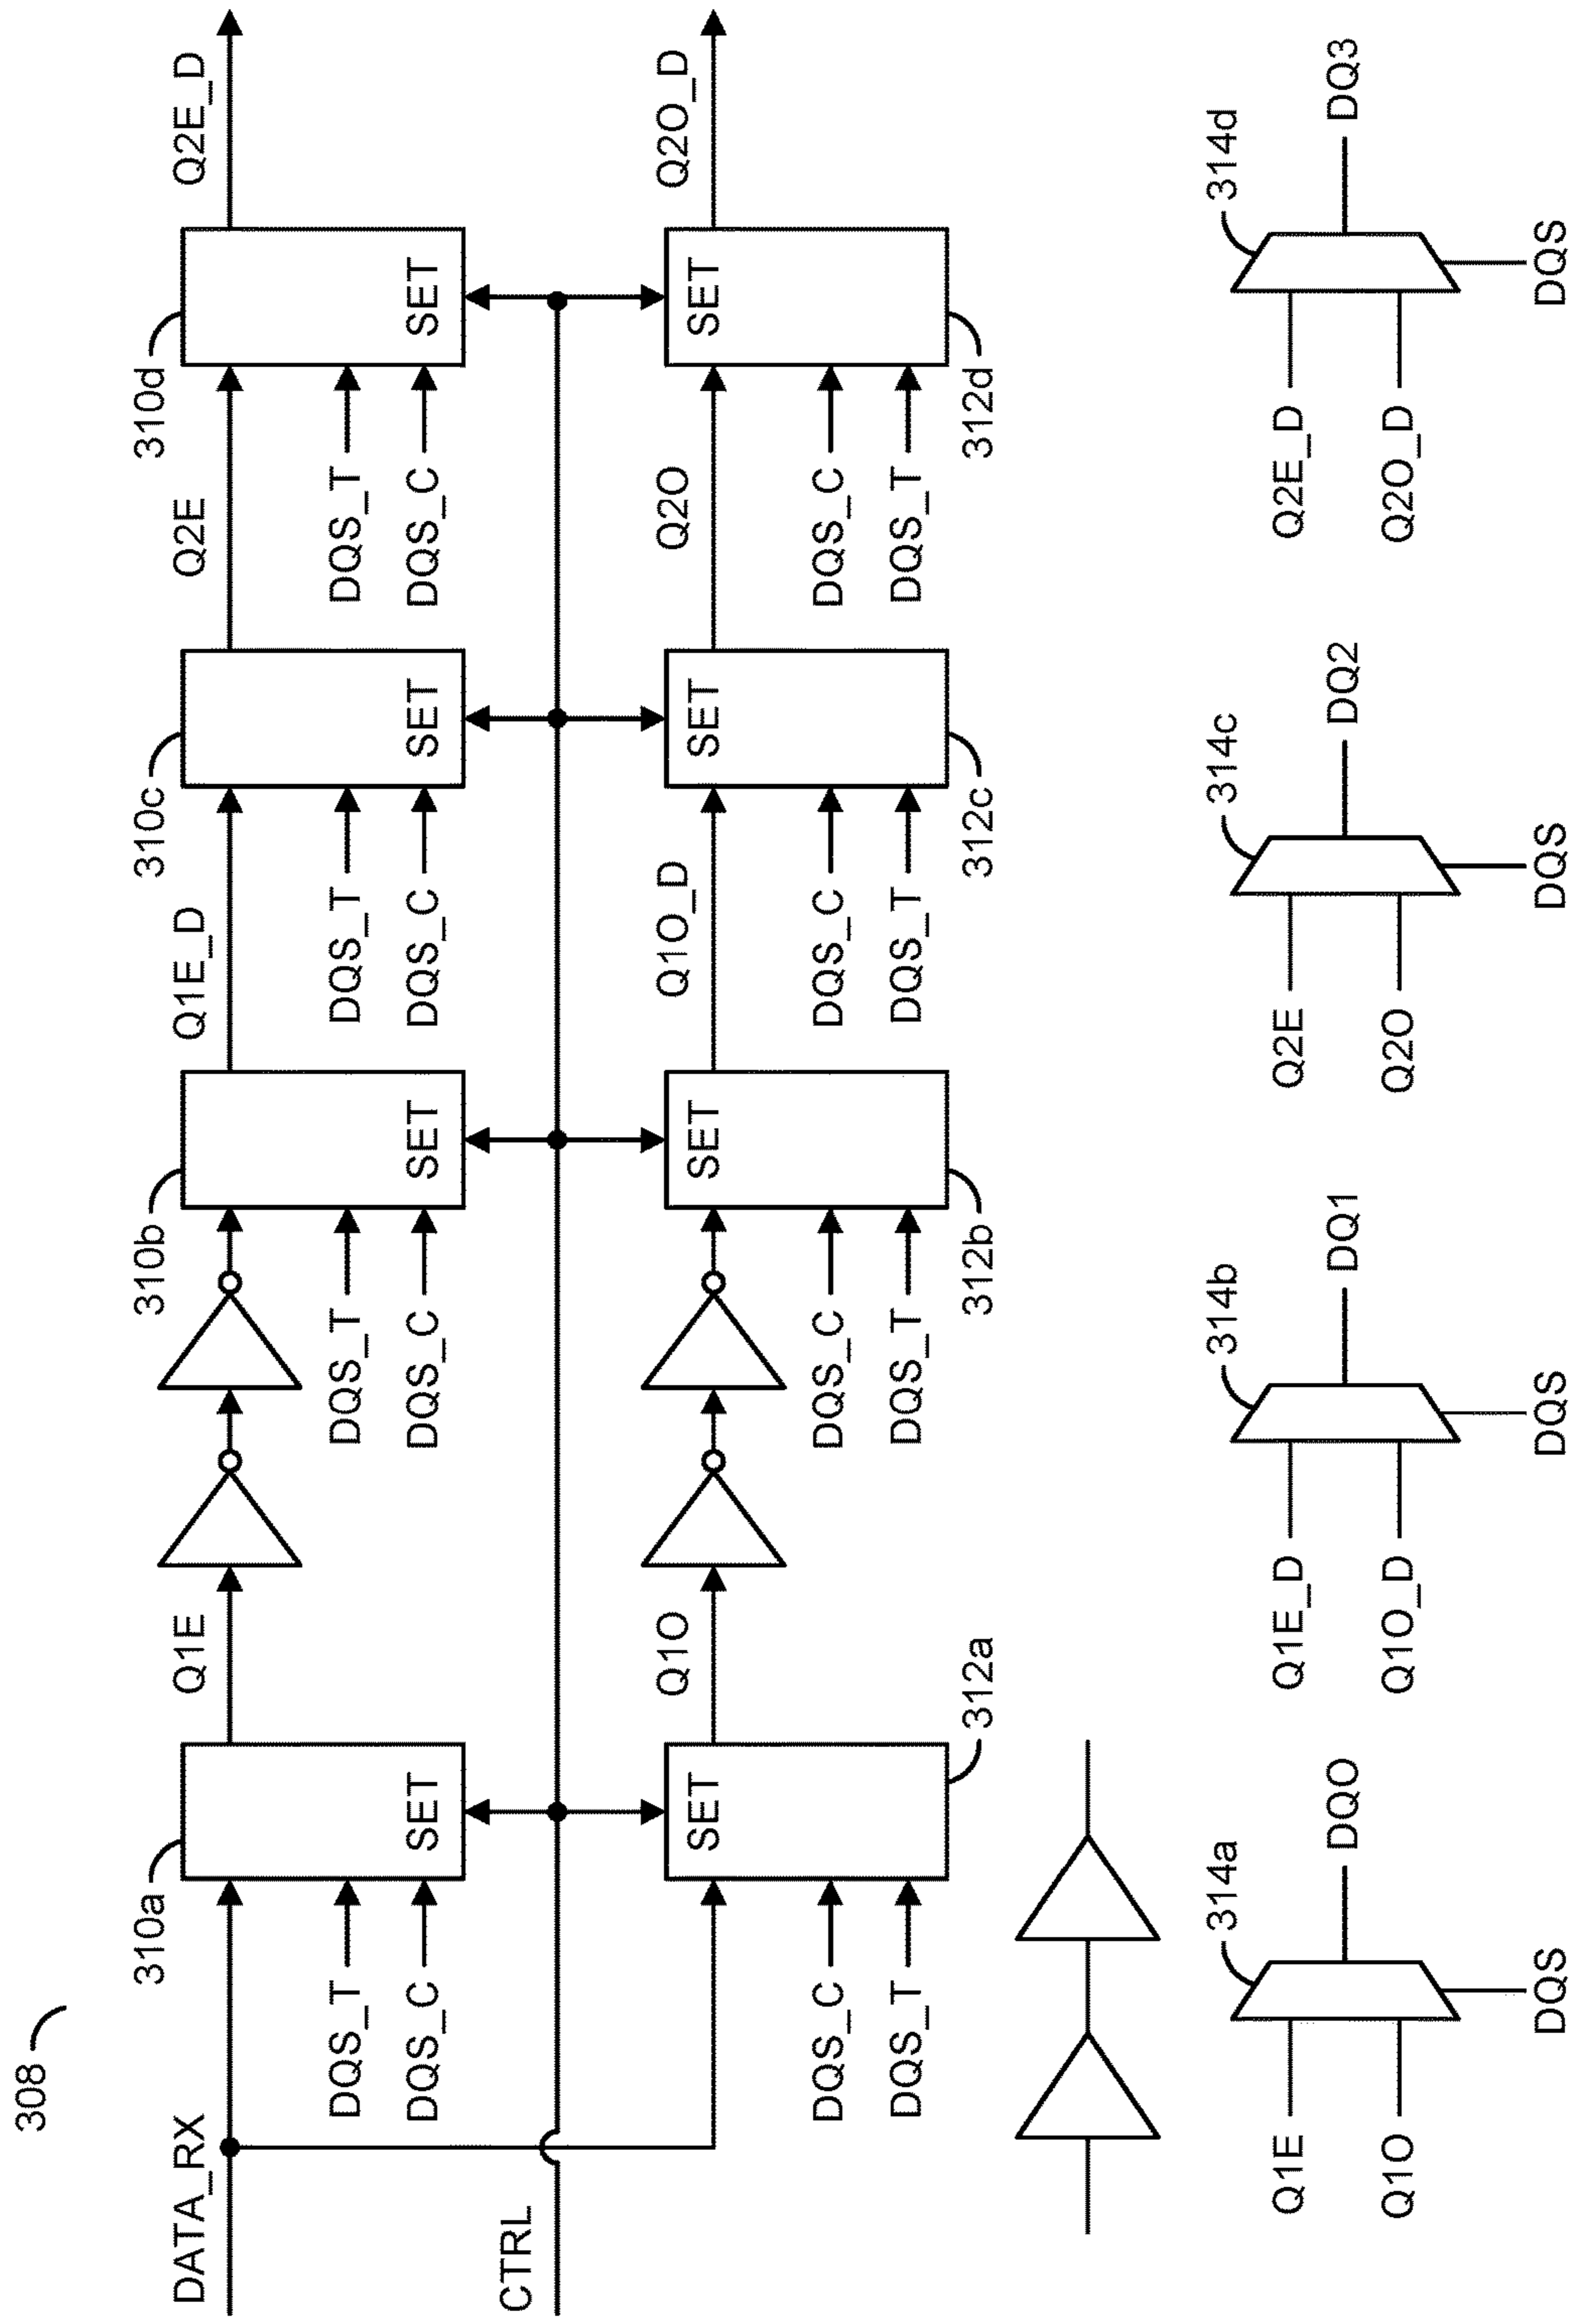 308
310a
310b
310c
310d
DATA_RX
Q1E
Q1E_D
Q2E
Q2E_D
DQS_T
DQS_T
DQS_T
DQS_T
DQS_C
SET
DQS_C
SET
DQS_C
SET
DQS_C
SET
CTRL
Q1O
Q1O_D
Q2O
Q2O_D
SET
SET
SET
SET
DQS_C
DQS_C
DQS_C
DQS_C
DQS_T
DQS_T
DQS_T
DQS_T
312a
312b
312c
312d
314a
314b
314c
314d
Q1E
Q1E_D
Q2E
Q2E_D
DQO
DQ1
DQ2
DQ3
Q1O
Q1O_D
Q2O
Q2O_D
DQS
DQS
DQS
DQS